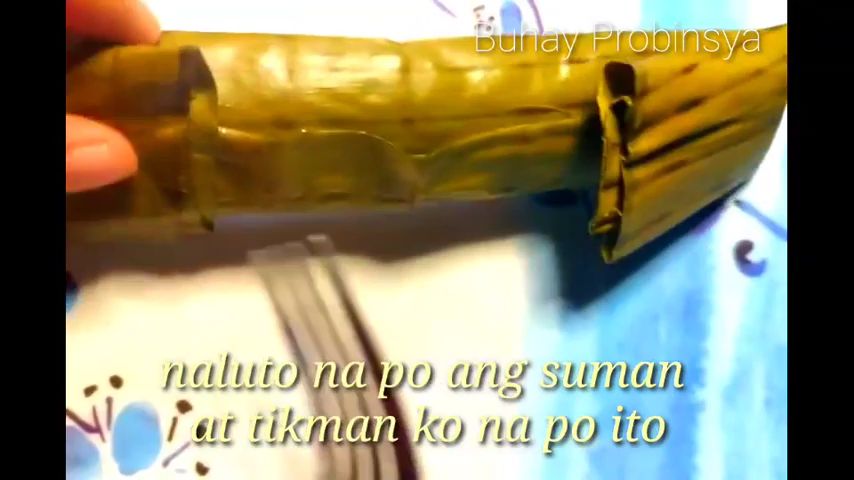 Buhay Probinsya
naluto na po ang suman
at tikman ko na po ito